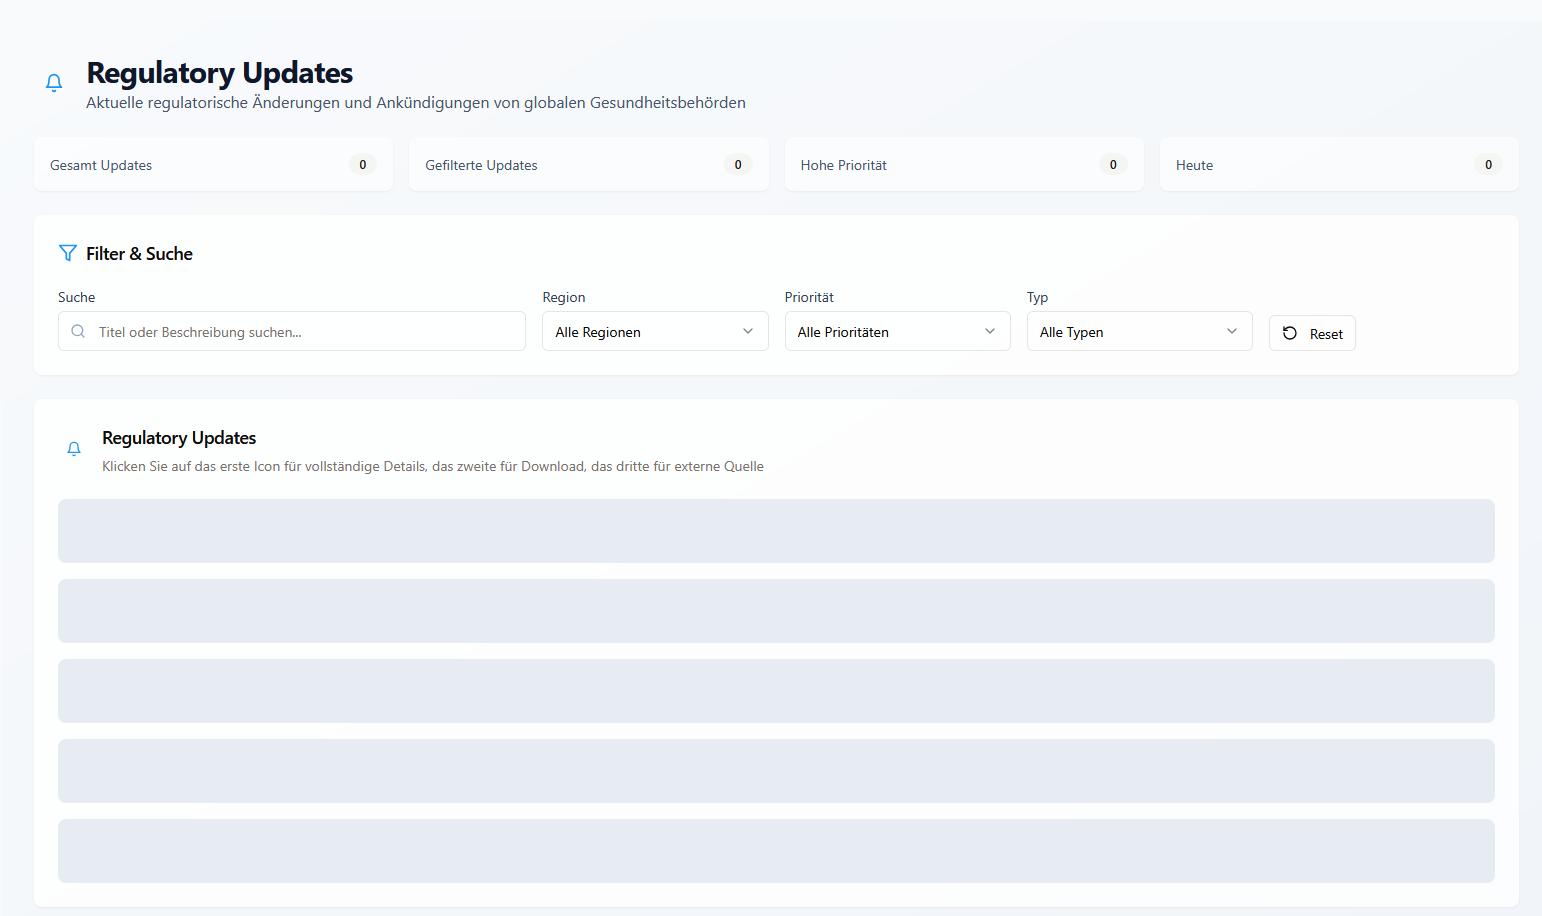 Regulatory Updates
Aktuelle regulatorische Änderungen und Ankündigungen von globalen Gesundheitsbehörden
Gesamt Updates 0
Gefilterte Updates 0
Hohe Priorität 0
Heute 0
Filter & Suche
Suche
Titel oder Beschreibung suchen...
Region
Alle Regionen
Priorität
Alle Prioritäten
Typ
Alle Typen
Reset
Regulatory Updates
Klicken Sie auf das erste Icon für vollständige Details, das zweite für Download, das dritte für externe Quelle